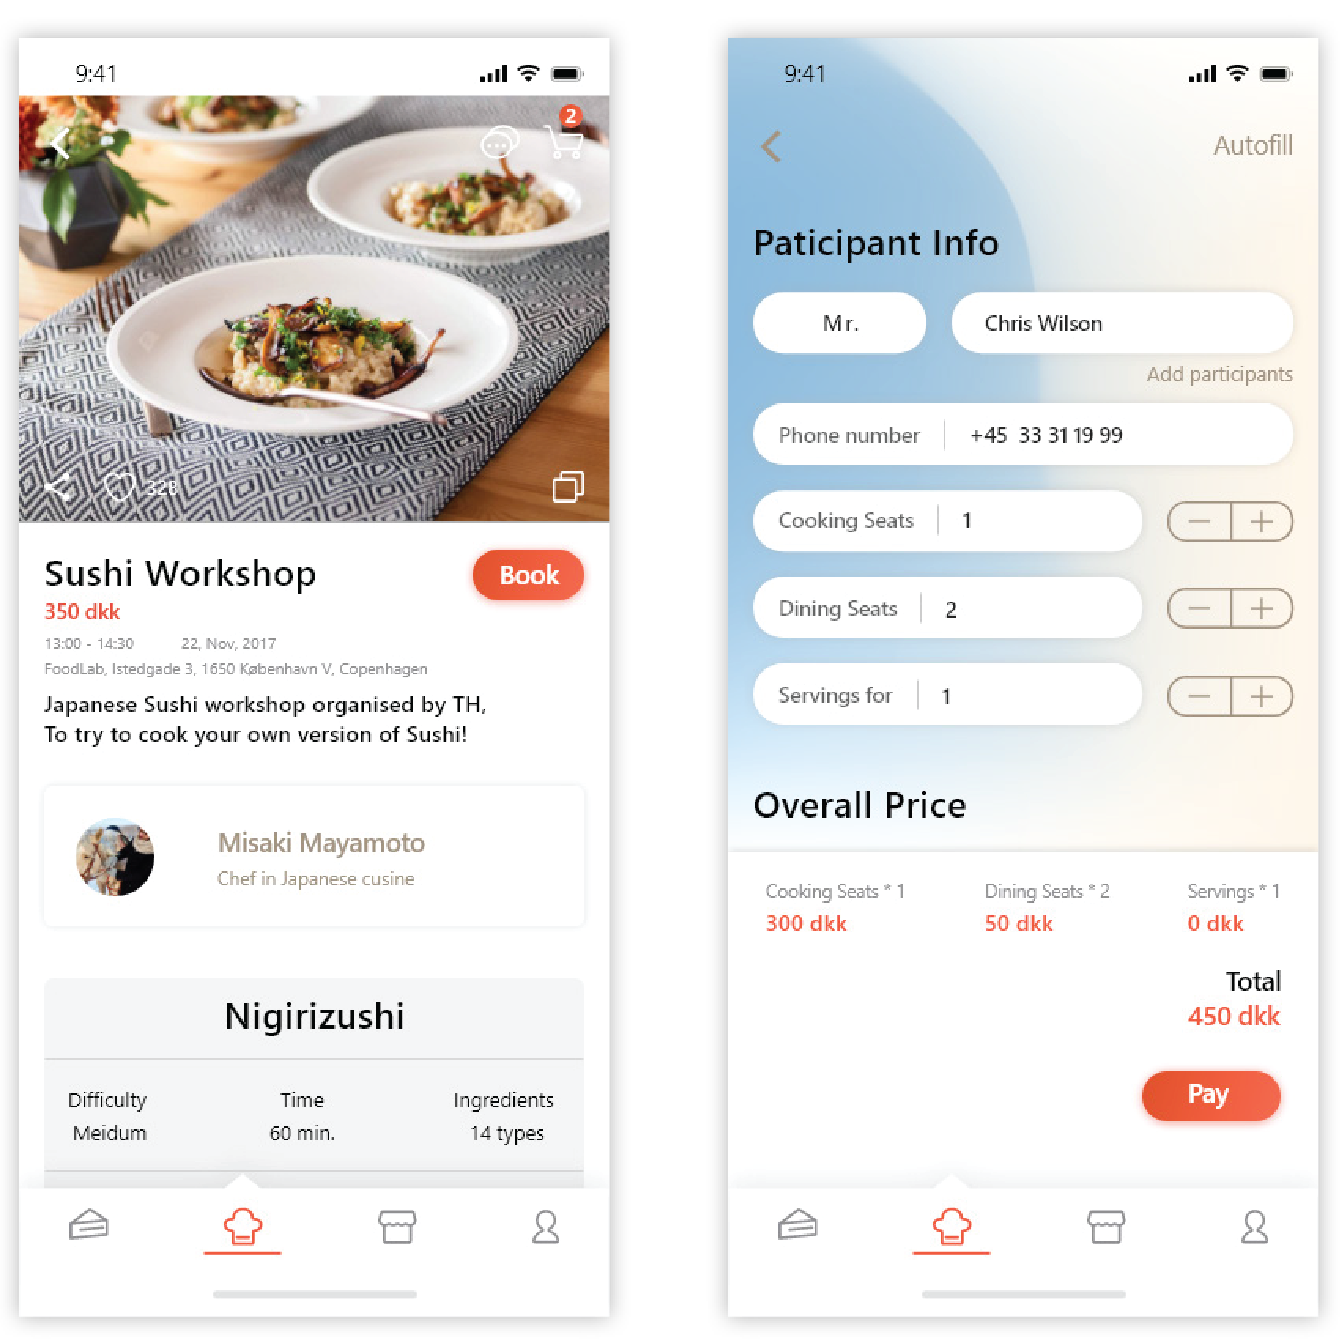 9:41
2
328
Sushi Workshop
Book
350 dkk
13:00 - 14:30 22, Nov, 2017
FoodLab, Istedgade 3, 1650 København V, Copenhagen
Japanese Sushi workshop organised by TH,
To try to cook your own version of Sushi!
Misaki Mayamoto
Chef in Japanese cusine
Nigirizushi
Difficulty Time Ingredients
Meidum 60 min. 14 types
9:41
Autofill
Paticipant Info
Mr. Chris Wilson
Add participants
Phone number +45 33 31 19 99
Cooking Seats 1
Dining Seats 2
Servings for 1
Overall Price
Cooking Seats * 1 Dining Seats * 2 Servings * 1
300 dkk 50 dkk 0 dkk
Total
450 dkk
Pay